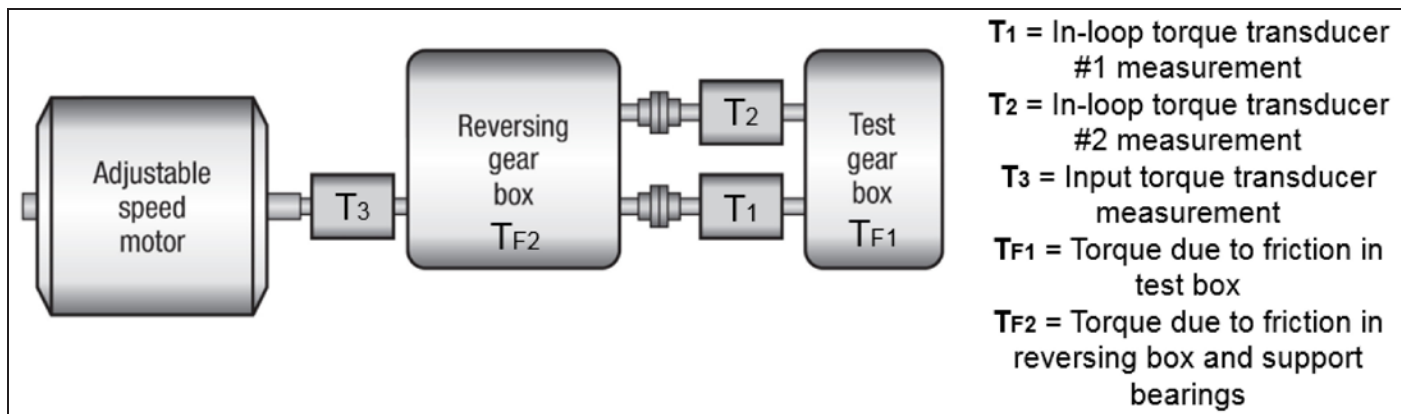 Adjustable
speed
motor
T3
Reversing
gear
box
TF2
T2
T1
Test
gear
box
TF1
T1 = In-loop torque transducer
#1 measurement
T2 = In-loop torque transducer
#2 measurement
T3 = Input torque transducer
measurement
TF1 = Torque due to friction in
test box
TF2 = Torque due to friction in
reversing box and support
bearings